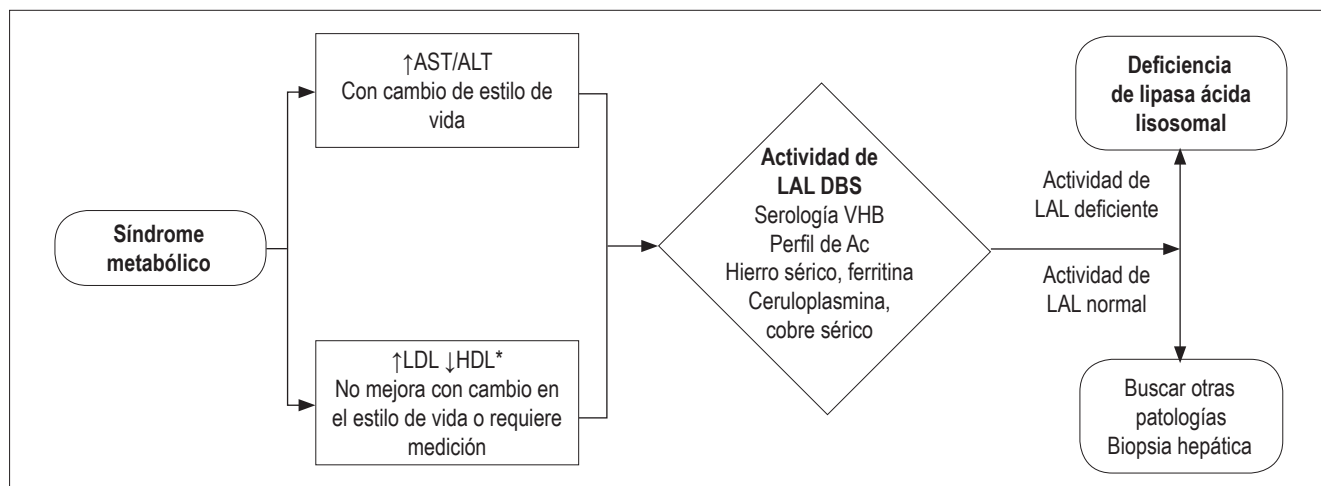 Síndrome
metabólico
↑AST/ALT
Con cambio de estilo de
vida
↑LDL ↓HDL*
No mejora con cambio en
el estilo de vida o requiere
medición
Actividad de
LAL DBS
Serología VHB
Perfil de Ac
Hierro sérico, ferritina
Ceruloplasmina,
cobre sérico
Actividad de
LAL deficiente
Actividad de
LAL normal
Deficiencia
de lipasa ácida
lisosomal
Buscar otras
patologías
Biopsia hepática